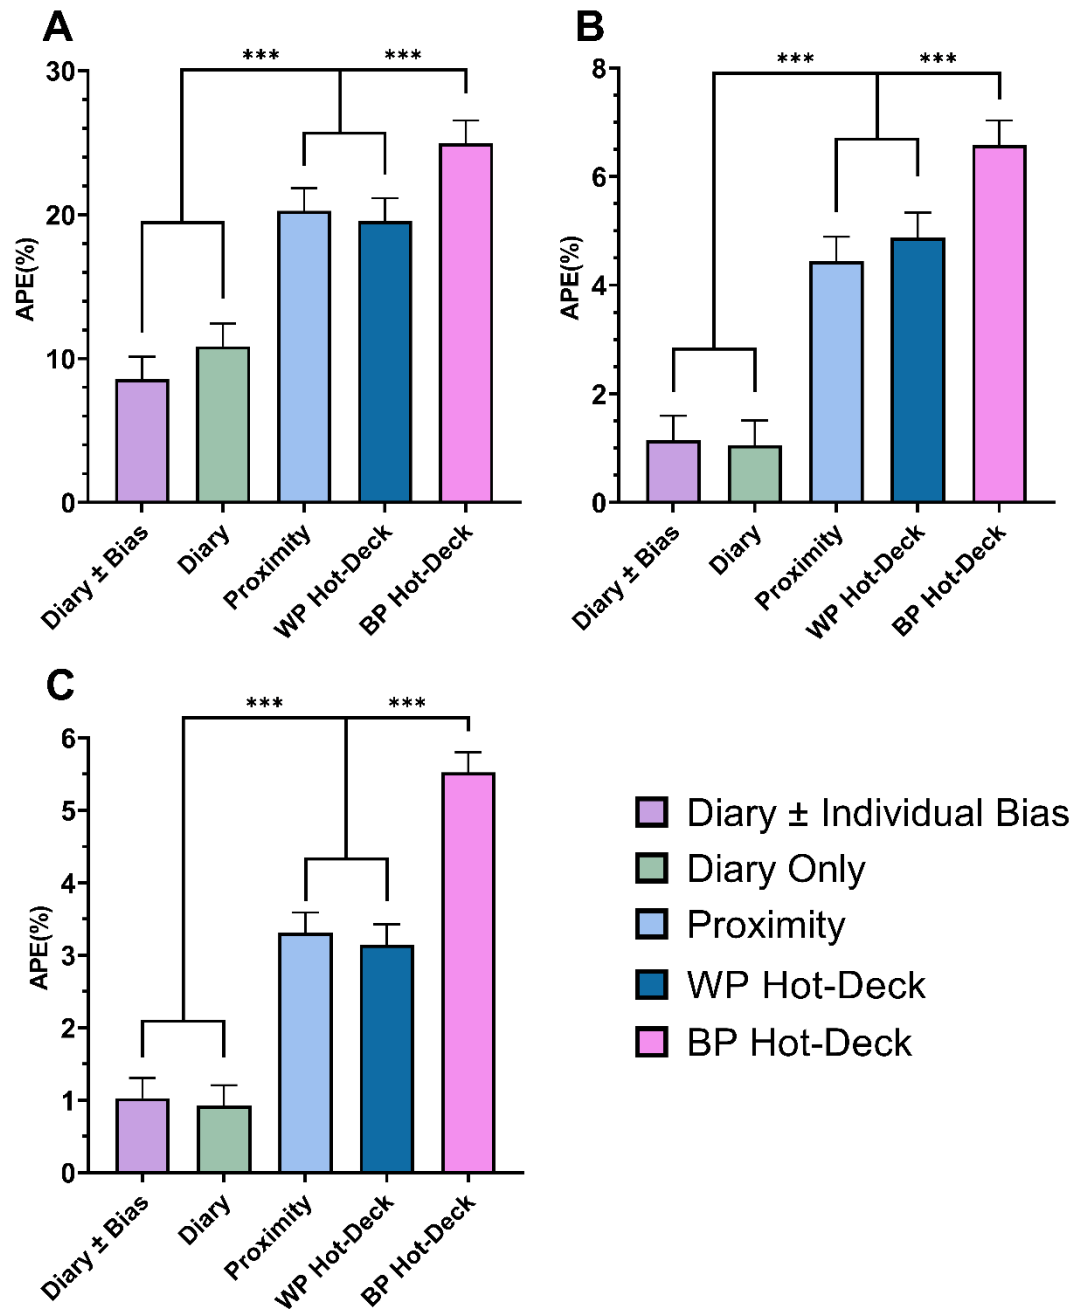 A
*** ***
30
20
10
0
APE(%)
Diary ± Bias
Diary
Proximity
WP Hot-Deck
BP Hot-Deck
B
*** ***
8
6
4
2
0
APE(%)
Diary ± Bias
Diary
Proximity
WP Hot-Deck
BP Hot-Deck
C
*** ***
6
5
4
3
2
1
0
APE(%)
Diary ± Bias
Diary
Proximity
WP Hot-Deck
BP Hot-Deck
Diary ± Individual Bias
Diary Only
Proximity
WP Hot-Deck
BP Hot-Deck